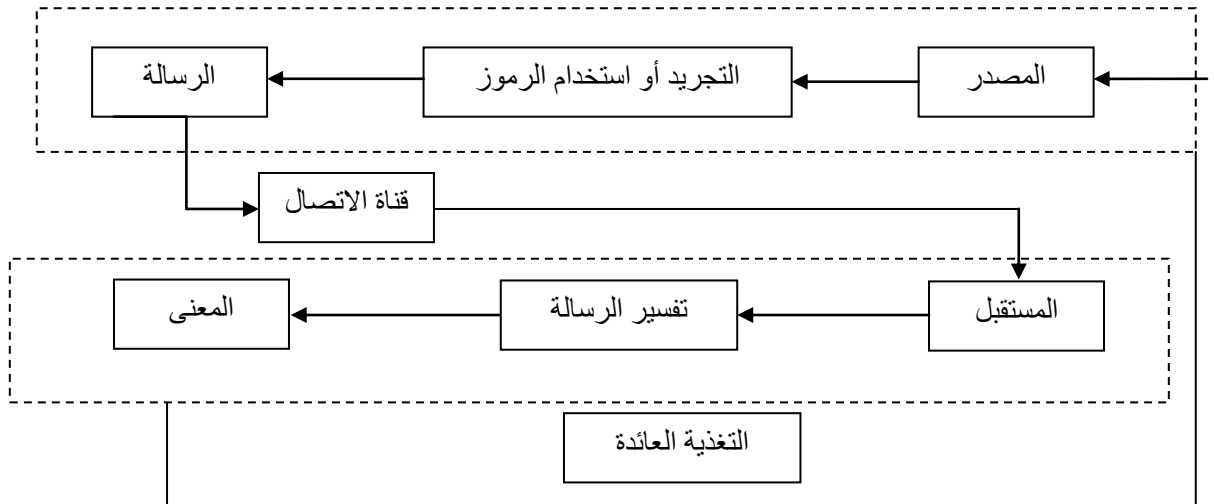 المصدر
التجريد أو استخدام الرموز
الرسالة
قناة الاتصال
المستقبل
تفسير الرسالة
المعنى
التغذية العائدة